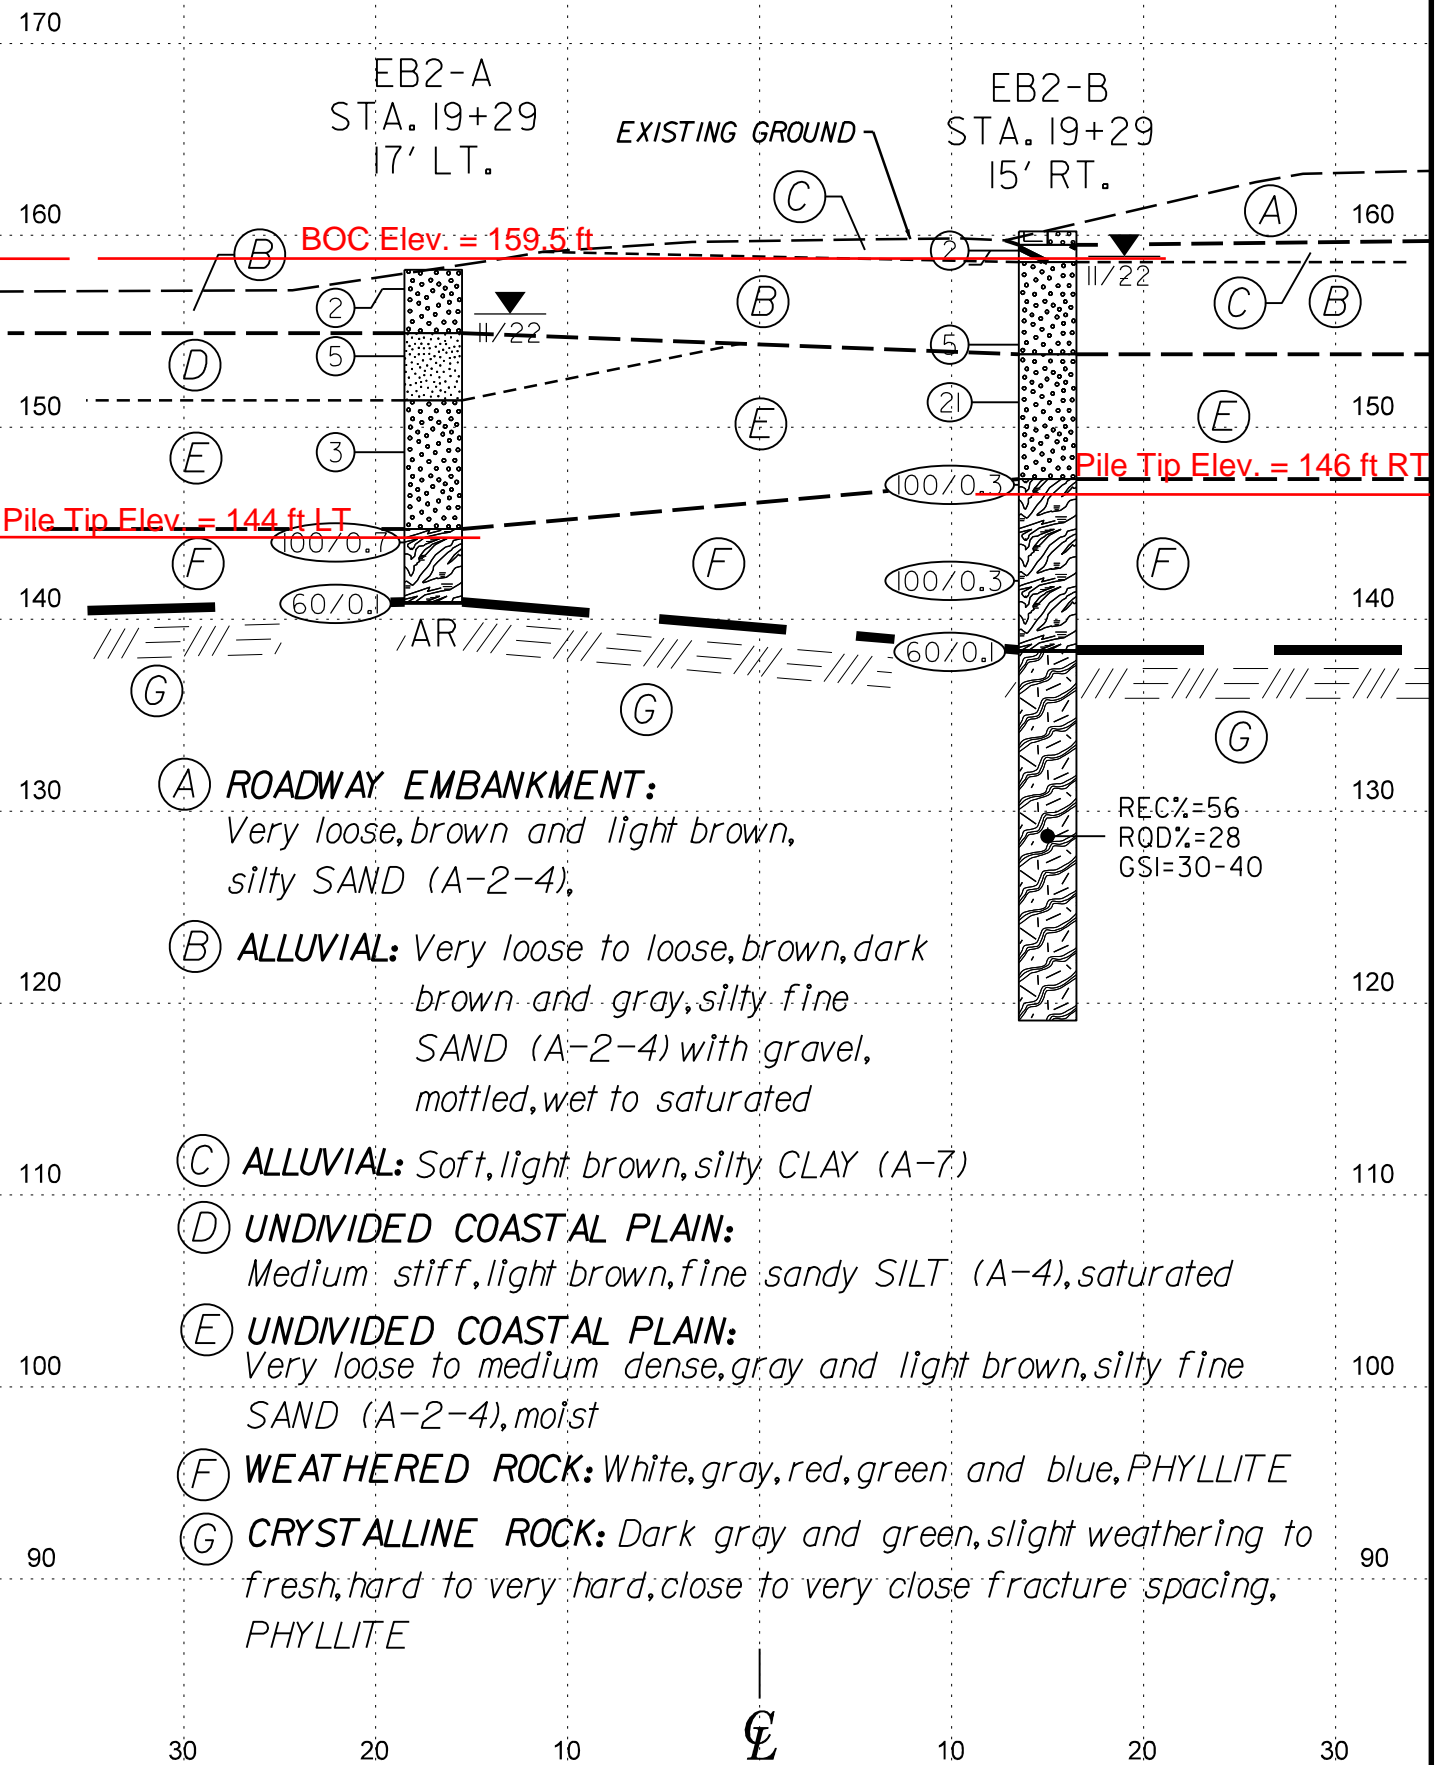 170
EB2-A
STA. 19+29
17' LT.
EXISTING GROUND
EB2-B
STA. 19+29
15' RT.
C
A
160
160
BOC Elev. = 159.5 ft
B
2
11/22
C
B
2
11/22
B
5
5
D
150
21
150
E
E
E
3
Pile Tip Elev. = 146 ft RT
100/0.3
Pile Tip Elev. = 144 ft LT
100/0.7
F
F
F
100/0.3
140
60/0.1
140
AR
60/0.1
G
G
G
130
130
REC%=56
RQD%=28
GSI=30-40
A ROADWAY EMBANKMENT:
Very loose, brown and light brown,
silty SAND (A-2-4),
B ALLUVIAL: Very loose to loose, brown, dark
brown and gray, silty fine
120
120
SAND (A-2-4) with gravel,
mottled, wet to saturated
C ALLUVIAL: Soft, light brown, silty CLAY (A-7)
110
110
D UNDIVIDED COASTAL PLAIN:
Medium stiff, light brown, fine sandy SILT (A-4), saturated
E UNDIVIDED COASTAL PLAIN:
Very loose to medium dense, gray and light brown, silty fine
100
100
SAND (A-2-4), moist
F WEATHERED ROCK: White, gray, red, green and blue, PHYLLITE
G CRYSTALLINE ROCK: Dark gray and green, slight weathering to
90
90
fresh, hard to very hard, close to very close fracture spacing,
PHYLLITE
30
20
10
℄
10
20
30